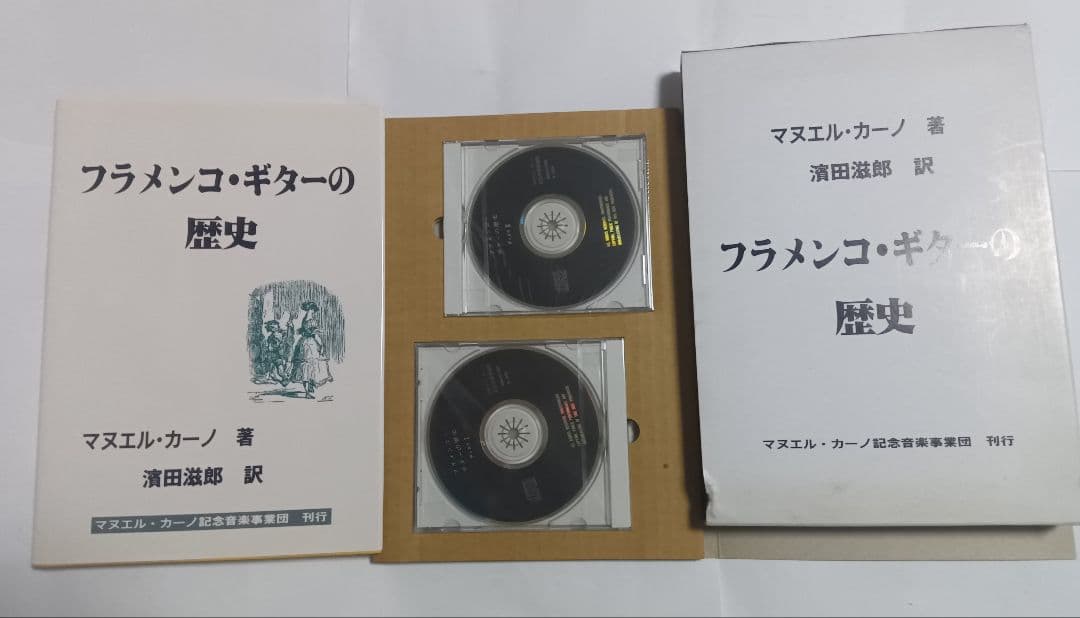 フラメンコ・ギターの
歴史
マヌエル・カーノ 著
濱田滋郎 訳
マヌエル・カーノ記念音楽事業団 刊行
マヌエル・カーノ 著
濱田滋郎 訳
フラメンコ・ギターの
歴史
マヌエル・カーノ記念音楽事業団 刊行